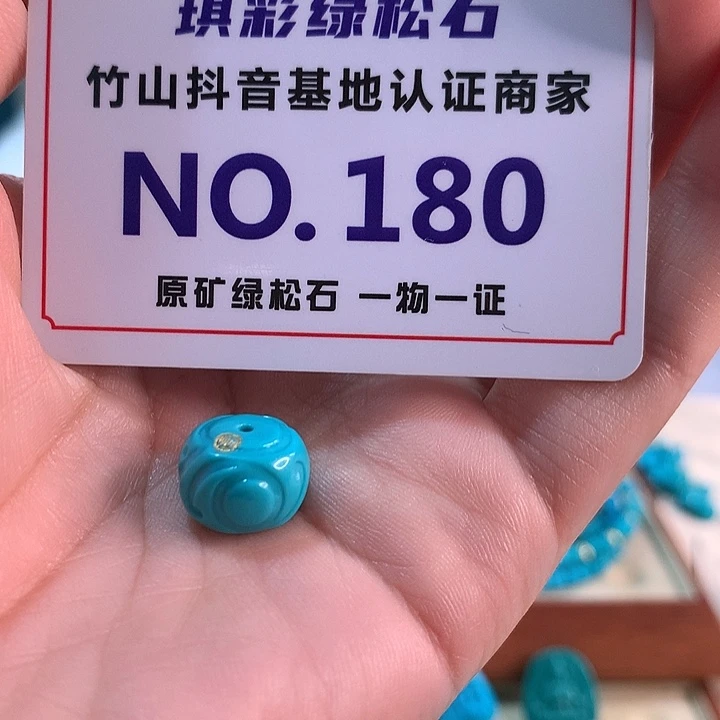 琪彩绿松石
竹山抖音基地认证商家
NO.180
原矿绿松石 一物一证